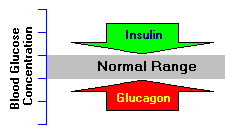 Blood Glucose
Concentration
Insulin
Normal Range
Glucagon